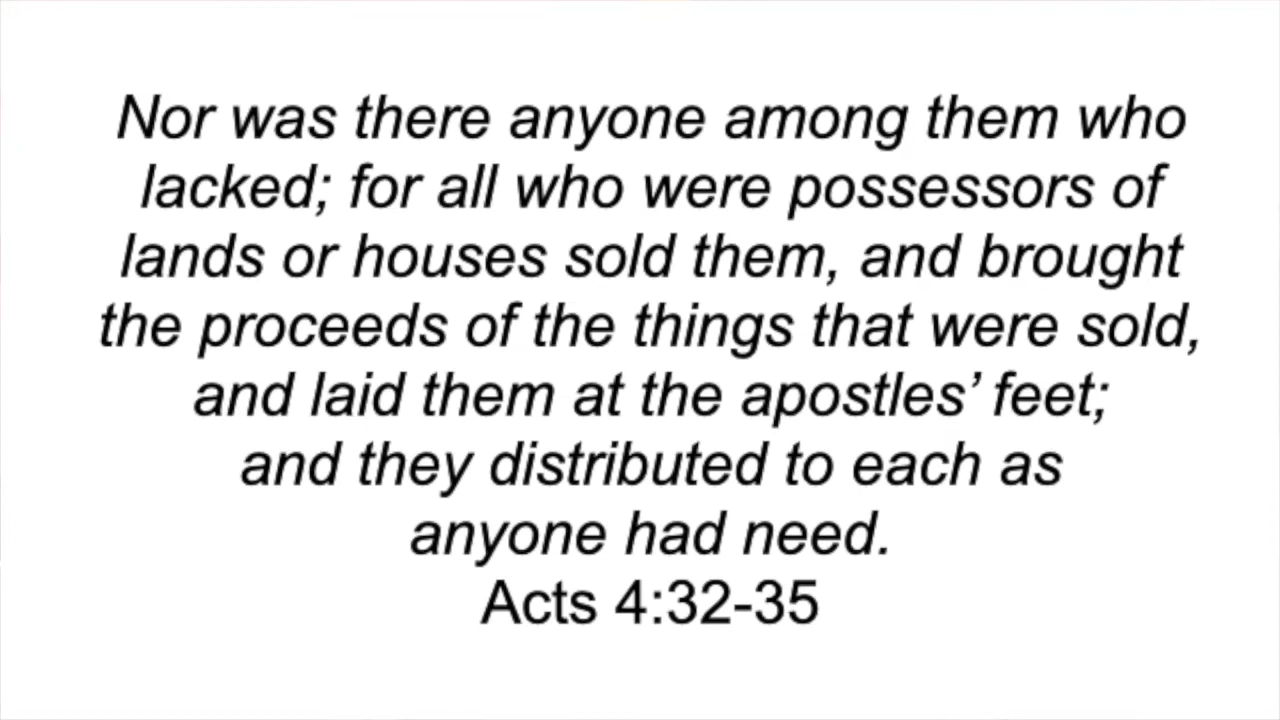 Nor was there anyone among them who
lacked; for all who were possessors of
lands or houses sold them, and brought
the proceeds of the things that were sold,
and laid them at the apostles’ feet;
and they distributed to each as
anyone had need.
Acts 4:32-35